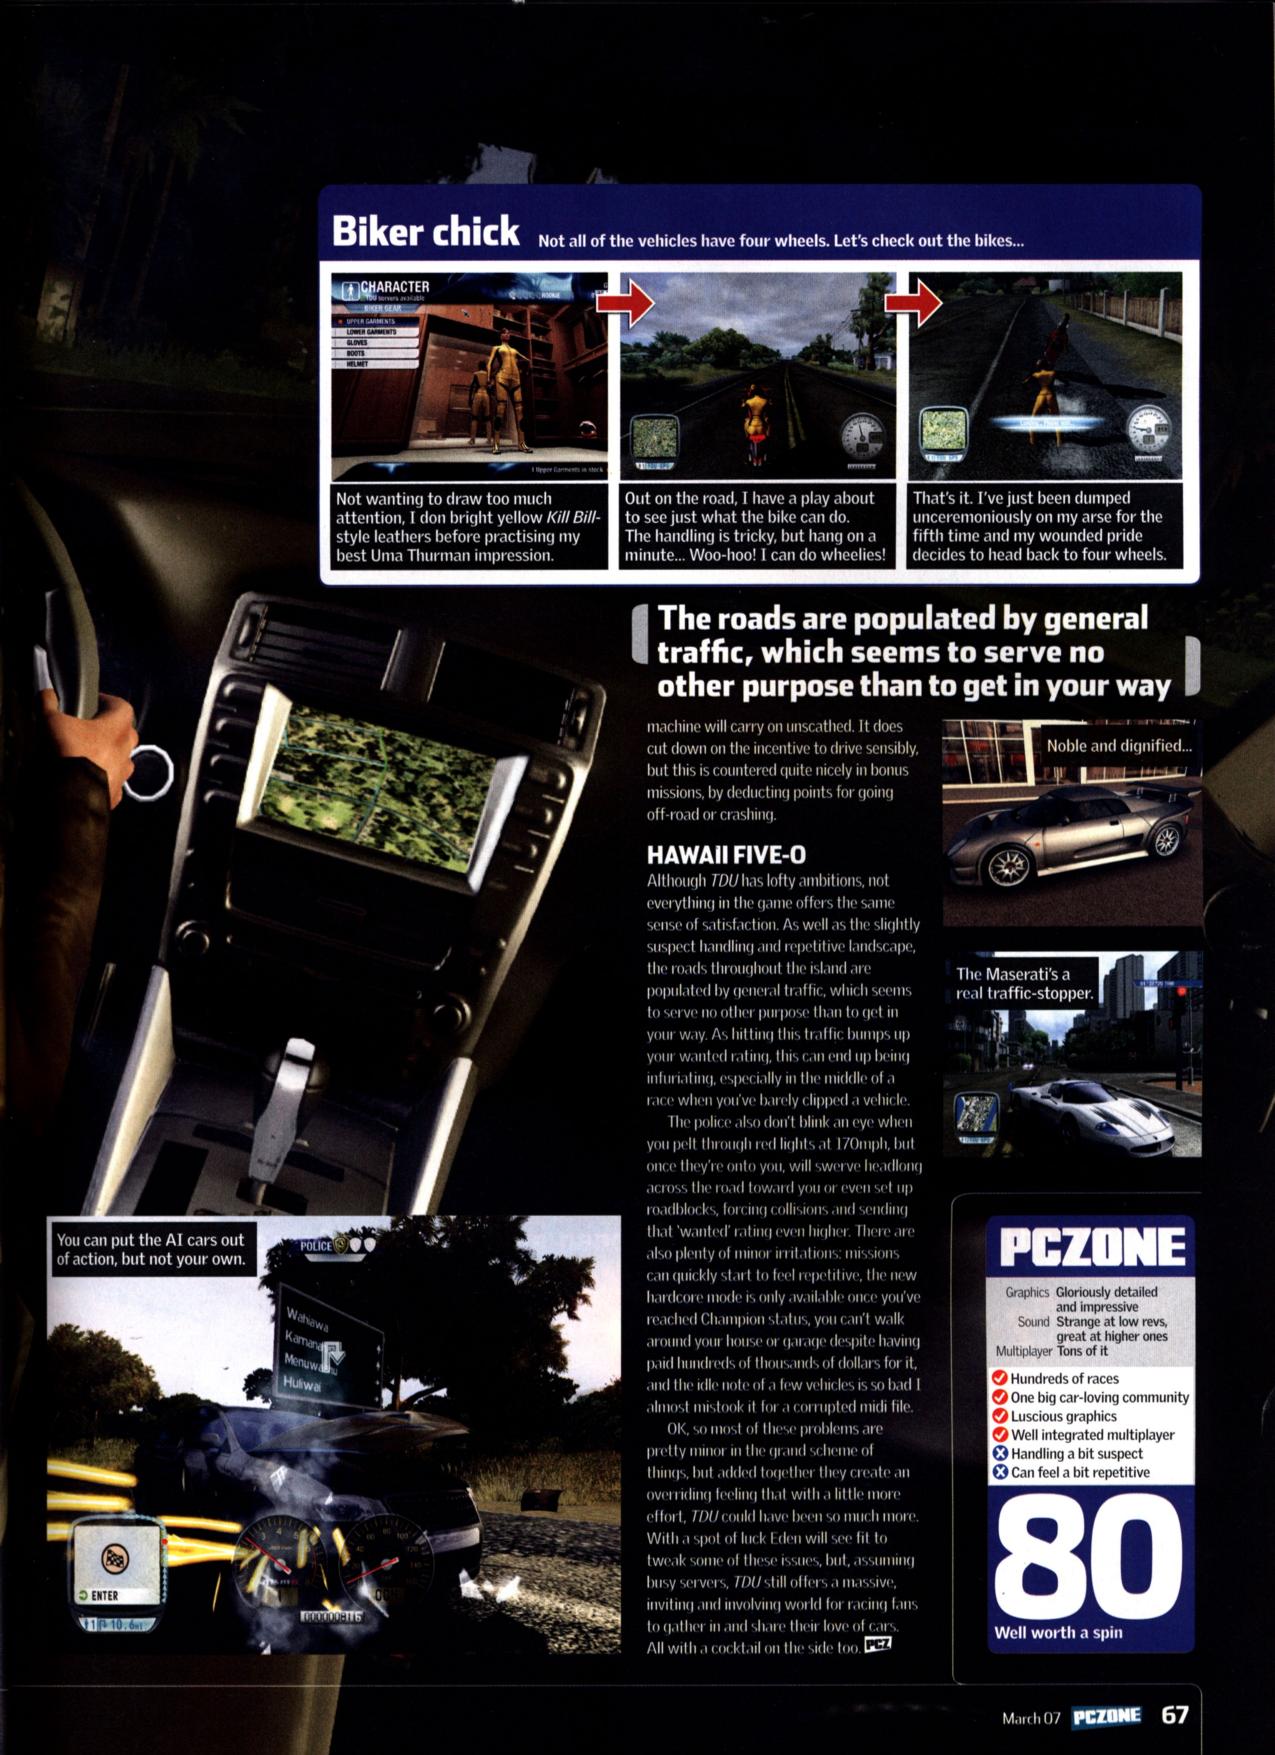 Biker chick
Not all of the vehicles have four wheels. Let's check out the bikes...
CHARACTER
TDU servers available
BIKER GEAR
UPPER GARMENTS
LOWER GARMENTS
GLOVES
BOOTS
HELMET
1 Upper Garments in stock
Not wanting to draw too much
attention, I don bright yellow Kill Bill-
style leathers before practising my
best Uma Thurman impression.
Out on the road, I have a play about
to see just what the bike can do.
The handling is tricky, but hang on a
minute... Woo-hoo! I can do wheelies!
That's it. I've just been dumped
unceremoniously on my arse for the
fifth time and my wounded pride
decides to head back to four wheels.
The roads are populated by general
traffic, which seems to serve no
other purpose than to get in your way
machine will carry on unscathed. It does
cut down on the incentive to drive sensibly,
but this is countered quite nicely in bonus
missions, by deducting points for going
off-road or crashing.
HAWAII FIVE-O
Although TDU has lofty ambitions, not
everything in the game offers the same
sense of satisfaction. As well as the slightly
suspect handling and repetitive landscape,
the roads throughout the island are
populated by general traffic, which seems
to serve no other purpose than to get in
your way. As hitting this traffic bumps up
your wanted rating, this can end up being
infuriating, especially in the middle of a
race when you've barely clipped a vehicle.
The police also don't blink an eye when
you pelt through red lights at 170mph, but
once they're onto you, will swerve headlong
across the road toward you or even set up
roadblocks, forcing collisions and sending
that 'wanted' rating even higher. There are
also plenty of minor irritations: missions
can quickly start to feel repetitive, the new
hardcore mode is only available once you've
reached Champion status, you can't walk
around your house or garage despite having
paid hundreds of thousands of dollars for it,
and the idle note of a few vehicles is so bad I
almost mistook it for a corrupted midi file.
OK, so most of these problems are
pretty minor in the grand scheme of
things, but added together they create an
overriding feeling that with a little more
effort, TDU could have been so much more.
With a spot of luck Eden will see fit to
tweak some of these issues, but, assuming
busy servers, TDU still offers a massive,
inviting and involving world for racing fans
to gather in and share their love of cars.
All with a cocktail on the side too. PCZ
Noble and dignified...
The Maserati's a
real traffic-stopper.
You can put the AI cars out
of action, but not your own.
POLICE
Wahiawa
Huliwai
ENTER
10.6mi
PCZONE
Graphics Gloriously detailed
and impressive
Sound Strange at low revs,
great at higher ones
Multiplayer Tons of it
Hundreds of races
One big car-loving community
Luscious graphics
Well integrated multiplayer
Handling a bit suspect
Can feel a bit repetitive
80
Well worth a spin
March 07 PCZONE 67